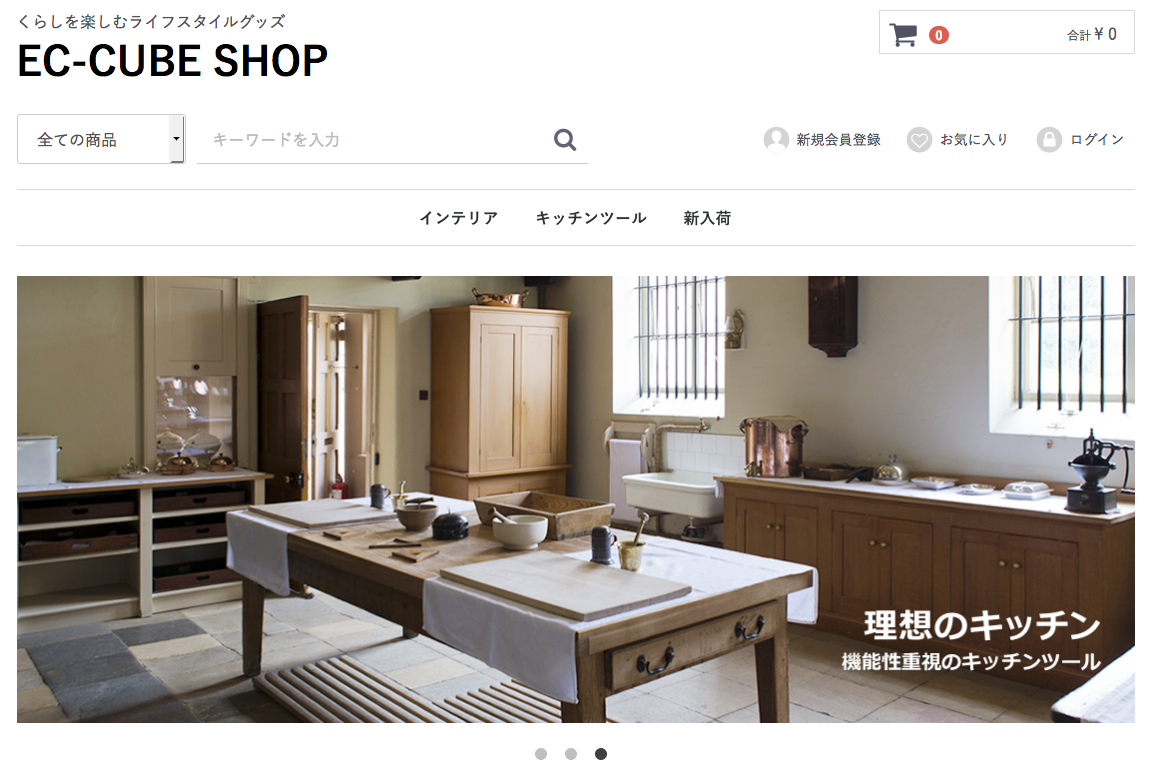 くらしを楽しむライフスタイルグッズ
EC-CUBE SHOP
0
合計 ¥ 0
全ての商品
キーワードを入力
新規会員登録
お気に入り
ログイン
インテリア
キッチンツール
新入荷
理想のキッチン
機能性重視のキッチンツール